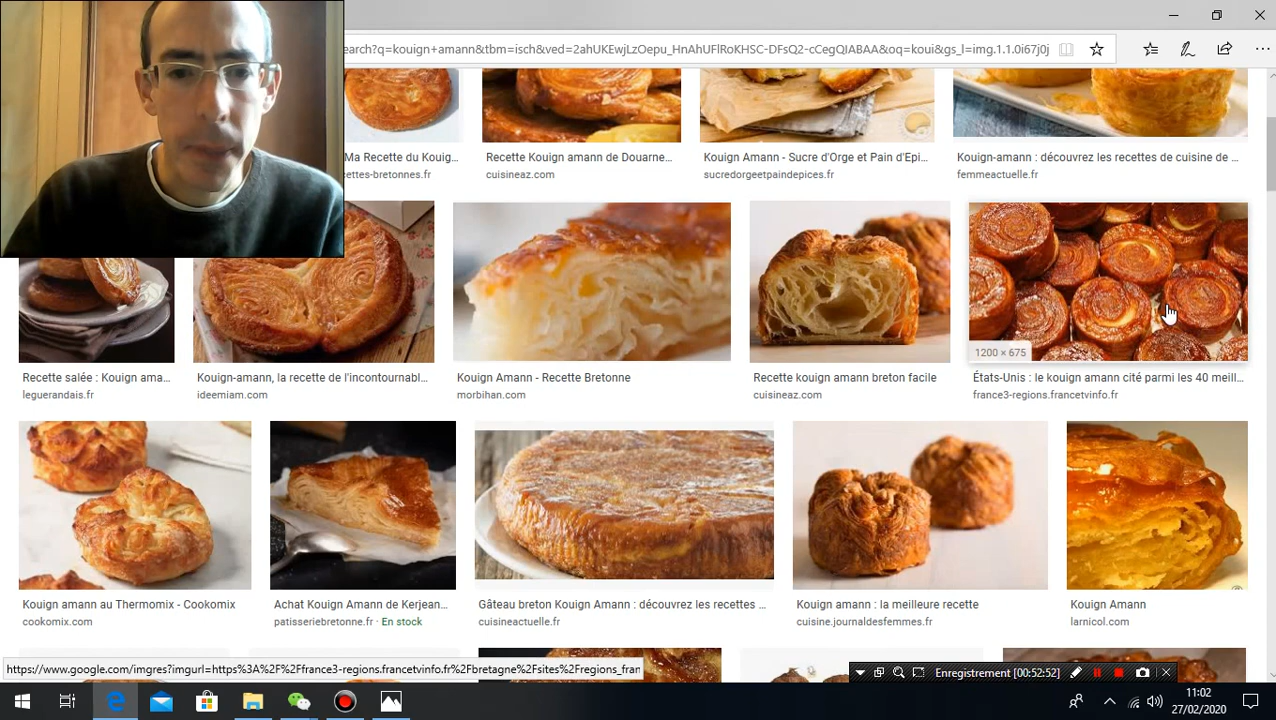 earch?q=kouign+amann&tbm=isch&ved=2ahUKEwjLzOepu_HnAhUFlRoKHSC-DFsQ2-cCegQIABAA&oq=koui&gs_l=img.1.1.0i67j0j
Ma Recette du Kouig...
cettes-bretonnes.fr
Recette Kouign amann de Douarne...
cuisineaz.com
Kouign Amann - Sucre d'Orge et Pain d'Epi...
sucredorgeetpaindepices.fr
Kouign-amann : découvrez les recettes de cuisine de ...
femmeactuelle.fr
1200 × 675
Recette salée : Kouign ama...
leguerandais.fr
Kouign-amann, la recette de l'incontournabl...
ideemiam.com
Kouign Amann - Recette Bretonne
morbihan.com
Recette kouign amann breton facile
cuisineaz.com
États-Unis : le kouign amann cité parmi les 40 meill...
france3-regions.francetvinfo.fr
Kouign amann au Thermomix - Cookomix
cookomix.com
Achat Kouign Amann de Kerjean...
patisseriebretonne.fr · En stock
Gâteau breton Kouign Amann : découvrez les recettes ...
cuisineactuelle.fr
Kouign amann : la meilleure recette
cuisine.journaldesfemmes.fr
Kouign Amann
larnicol.com
https://www.google.com/imgres?imgurl=https%3A%2F%2Ffrance3-regions.francetvinfo.fr%2Fbretagne%2Fsites%2Fregions_fran
Enregistrement [00:52:52]
11:02
27/02/2020